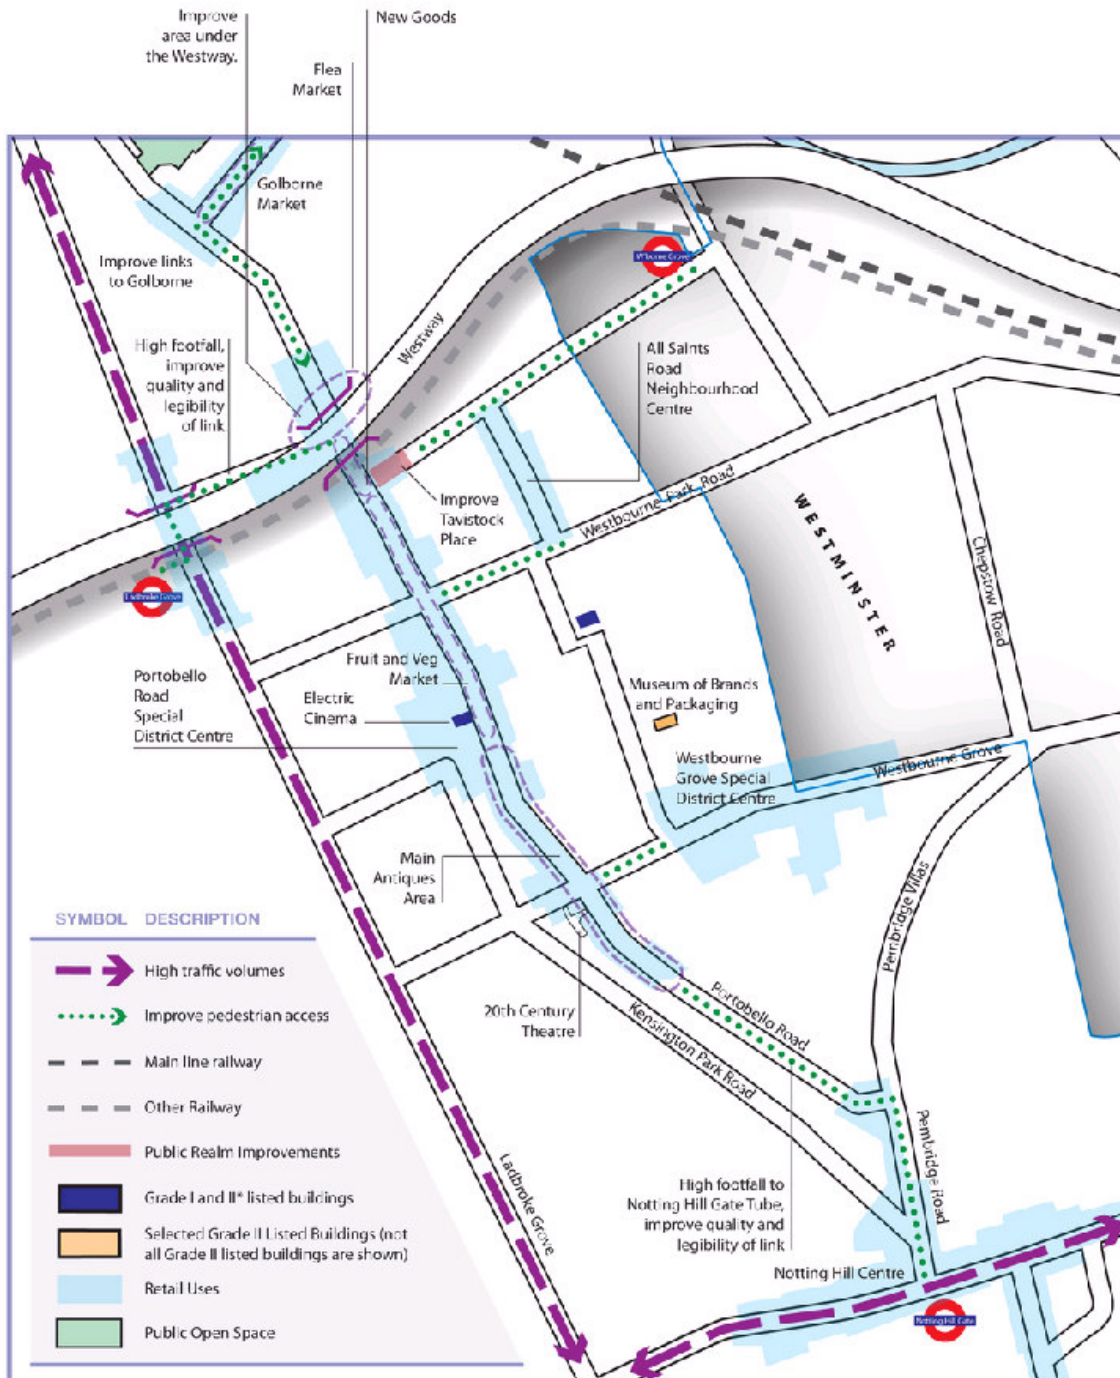 Improve
area under
the Westway.
New Goods
Flea
Market
Golborne
Market
Improve links
to Golborne
Westway
W'borne Grove
High footfall,
improve
quality and
legibility
of link
All Saints
Road
Neighbourhood
Centre
Improve
Tavistock
Place
Westbourne Park Road
WESTMINSTER
Chepstow Road
Ladbroke Grove
Portobello
Road
Special
District Centre
Fruit and Veg
Market
Electric
Cinema
Museum of Brands
and Packaging
Westbourne
Grove Special
District Centre
Westbourne Grove
Main
Antiques
Area
Pembridge Villas
20th Century
Theatre
Portobello Road
Kensington Park Road
Ladbroke Grove
Pembridge Road
High footfall to
Notting Hill Gate Tube,
improve quality and
legibility of link
Notting Hill Centre
Notting Hill Gate
SYMBOL DESCRIPTION
High traffic volumes
Improve pedestrian access
Main line railway
Other Railway
Public Realm Improvements
Grade I and II* listed buildings
Selected Grade II Listed Buildings (not
all Grade II listed buildings are shown)
Retail Uses
Public Open Space